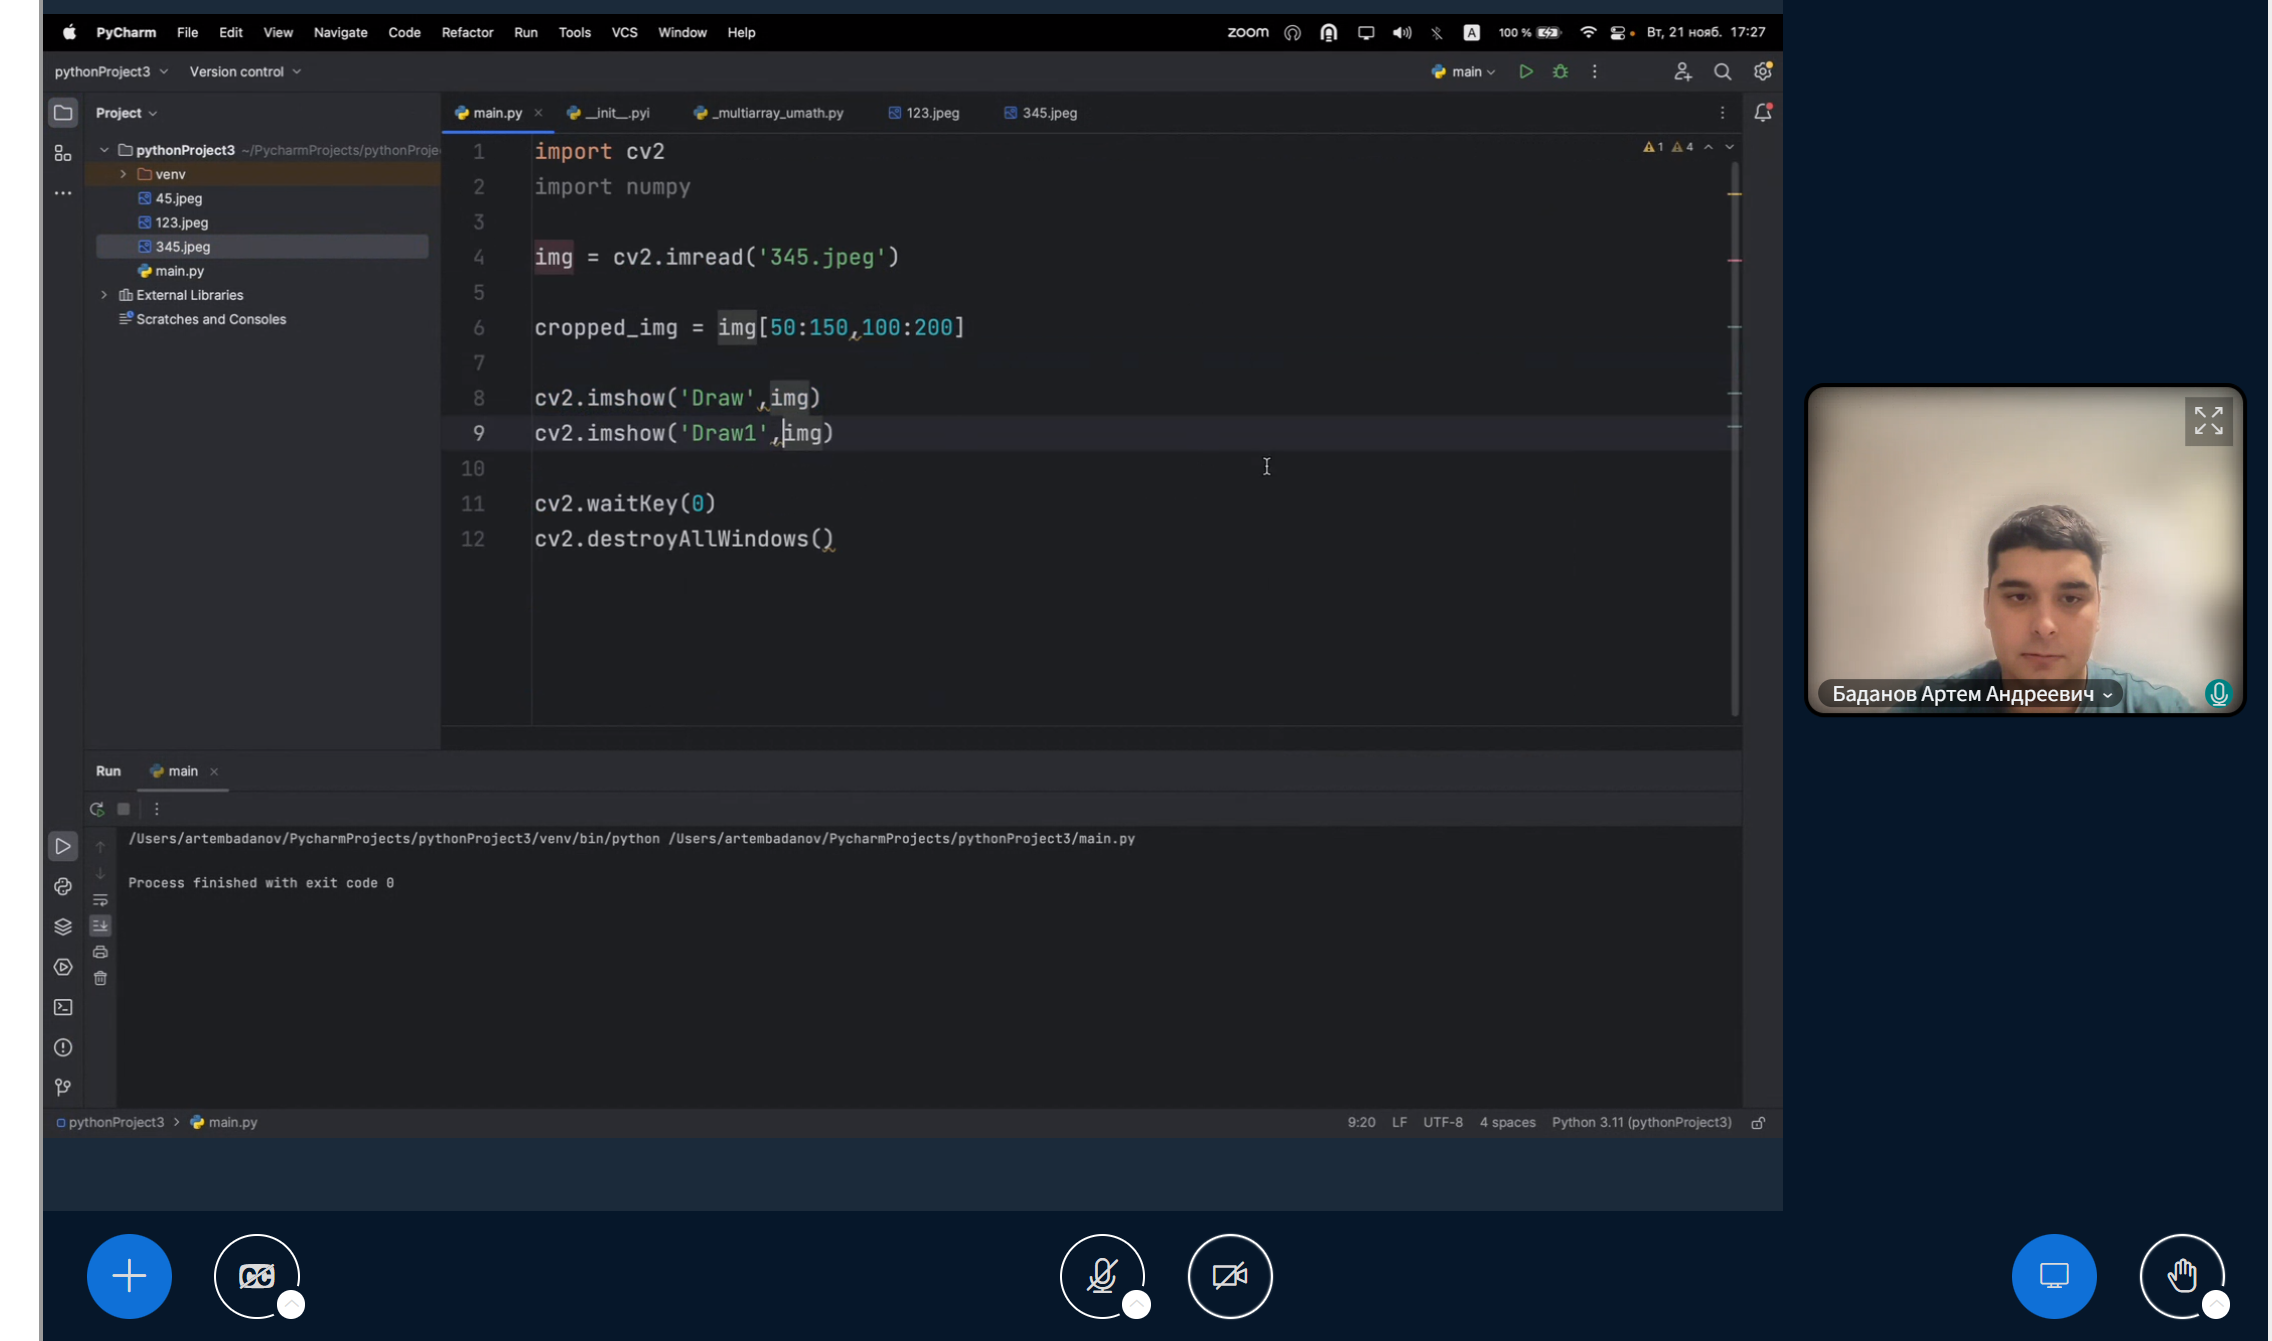 PyCharm File Edit View Navigate Code Refactor Run Tools VCS Window Help
zoom A 100 % Вт, 21 нояб. 17:27
pythonProject3 Version control
main
Project
main.py __init__.pyi _multiarray_umath.py 123.jpeg 345.jpeg
pythonProject3 ~/PycharmProjects/pythonProje
venv
45.jpeg
123.jpeg
345.jpeg
main.py
External Libraries
Scratches and Consoles
1 4
1 import cv2
2 import numpy
3
4 img = cv2.imread('345.jpeg')
5
6 cropped_img = img[50:150,100:200]
7
8 cv2.imshow('Draw',img)
9 cv2.imshow('Draw1',img)
10
11 cv2.waitKey(0)
12 cv2.destroyAllWindows()
Баданов Артем Андреевич
Run main
/Users/artembadanov/PycharmProjects/pythonProject3/venv/bin/python /Users/artembadanov/PycharmProjects/pythonProject3/main.py
Process finished with exit code 0
pythonProject3 main.py
9:20 LF UTF-8 4 spaces Python 3.11 (pythonProject3)
CC